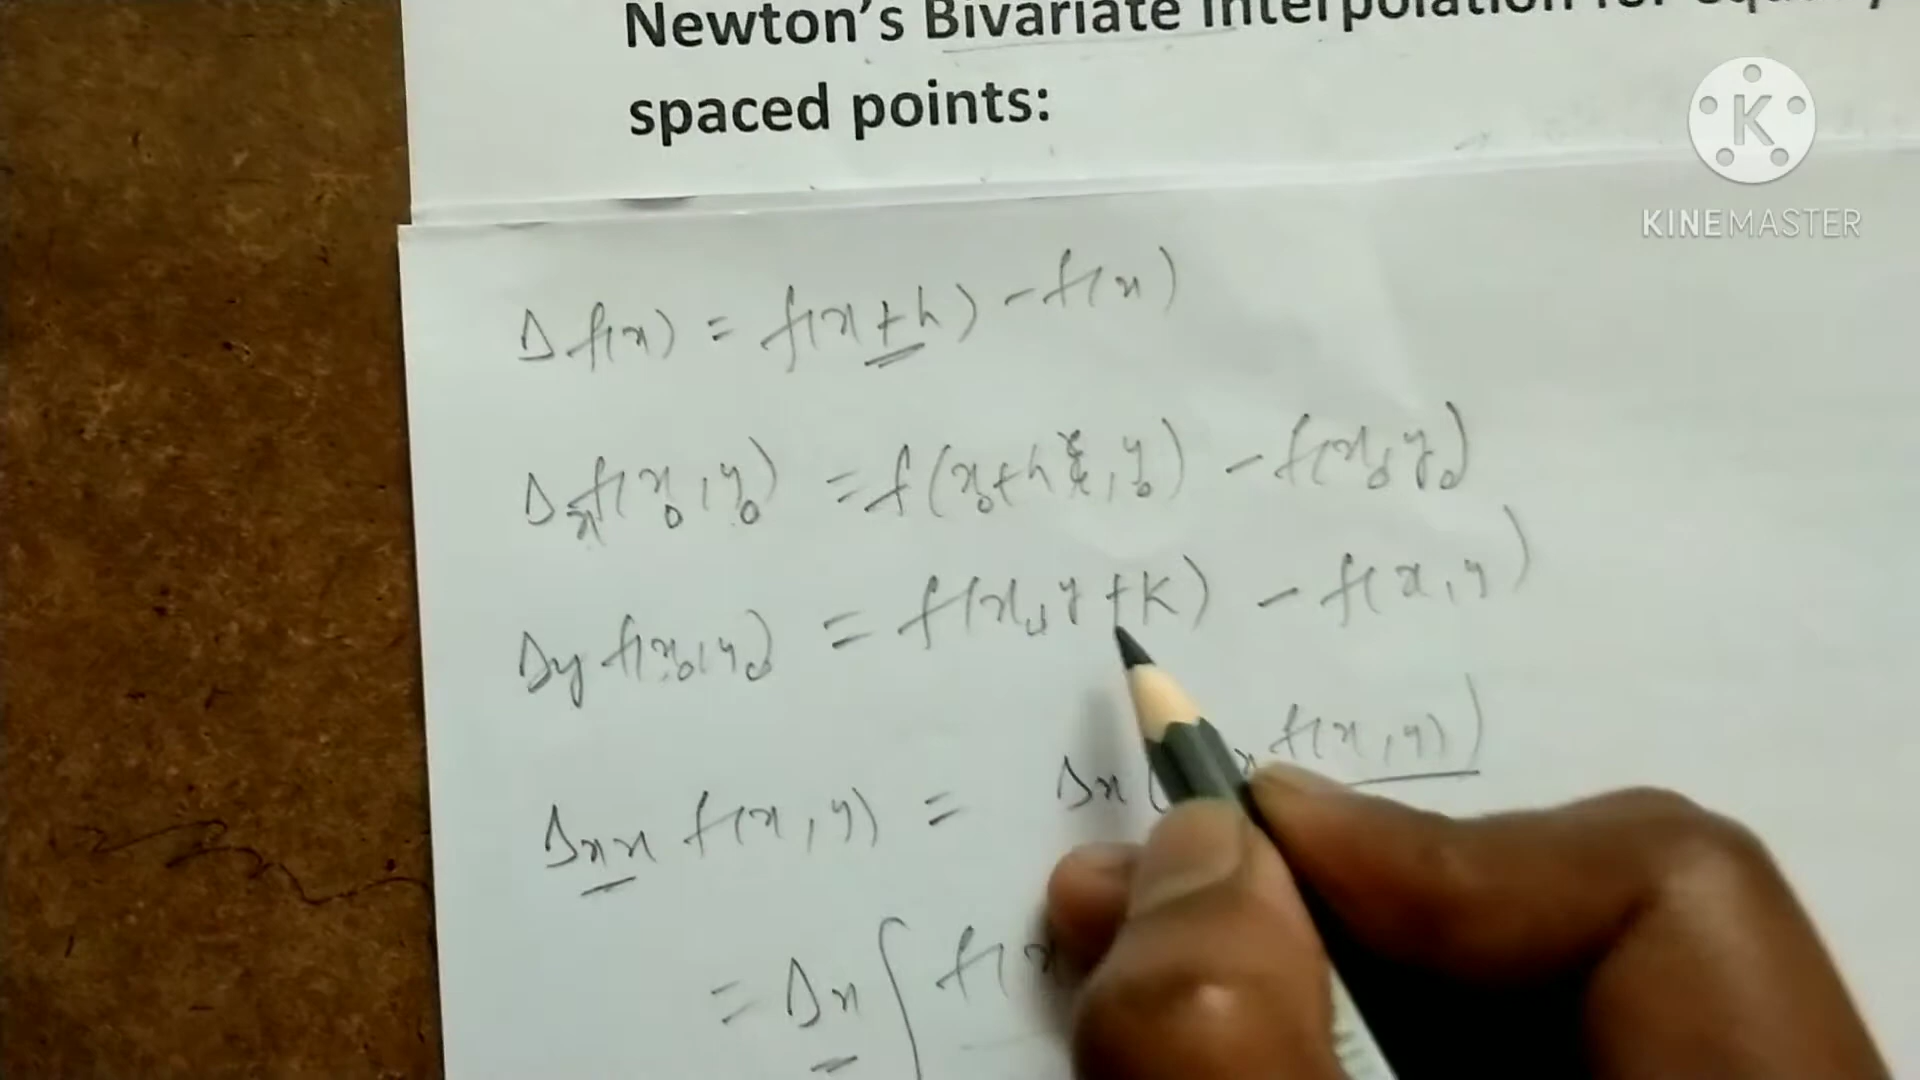 Newton's Bivariate Interpolation for equally
spaced points:
K
KINEMASTER
Δ f(x) = f(x+h) - f(x)
Δx f(x0, y0) = f(x0+h, y0) - f(x0, y0)
Δy f(x0, y0) = f(x, y+k) - f(x, y)
Δxx f(x, y) = Δx ( x f(x, y) )
= Δx [ f(x